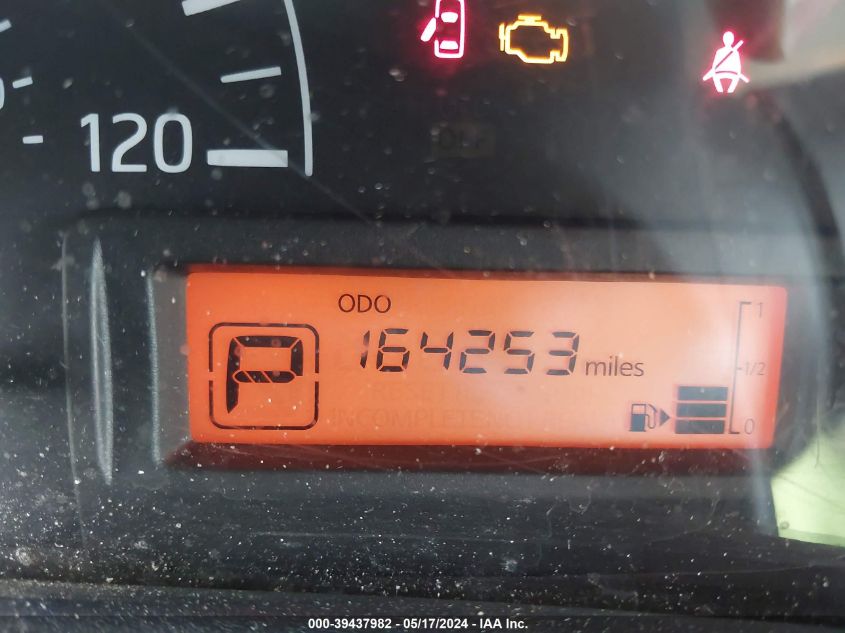 120
ODO
P
164253 miles
1
1/2
0
000-39437982 - 05/17/2024 - IAA Inc.